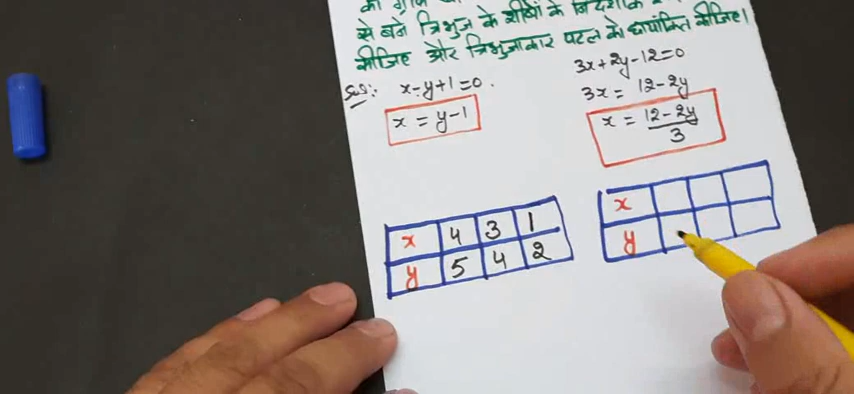 से बने त्रिभुज के शीर्षों के निर्देशांक
कीजिए और त्रिभुजाकार पटल को छायांकित कीजिए।
x-y+1=0.
x = y-1
3x+2y-12=0
3x = 12-2y
x = 12-2y / 3
x 4 3 1
y 5 4 2
x
y